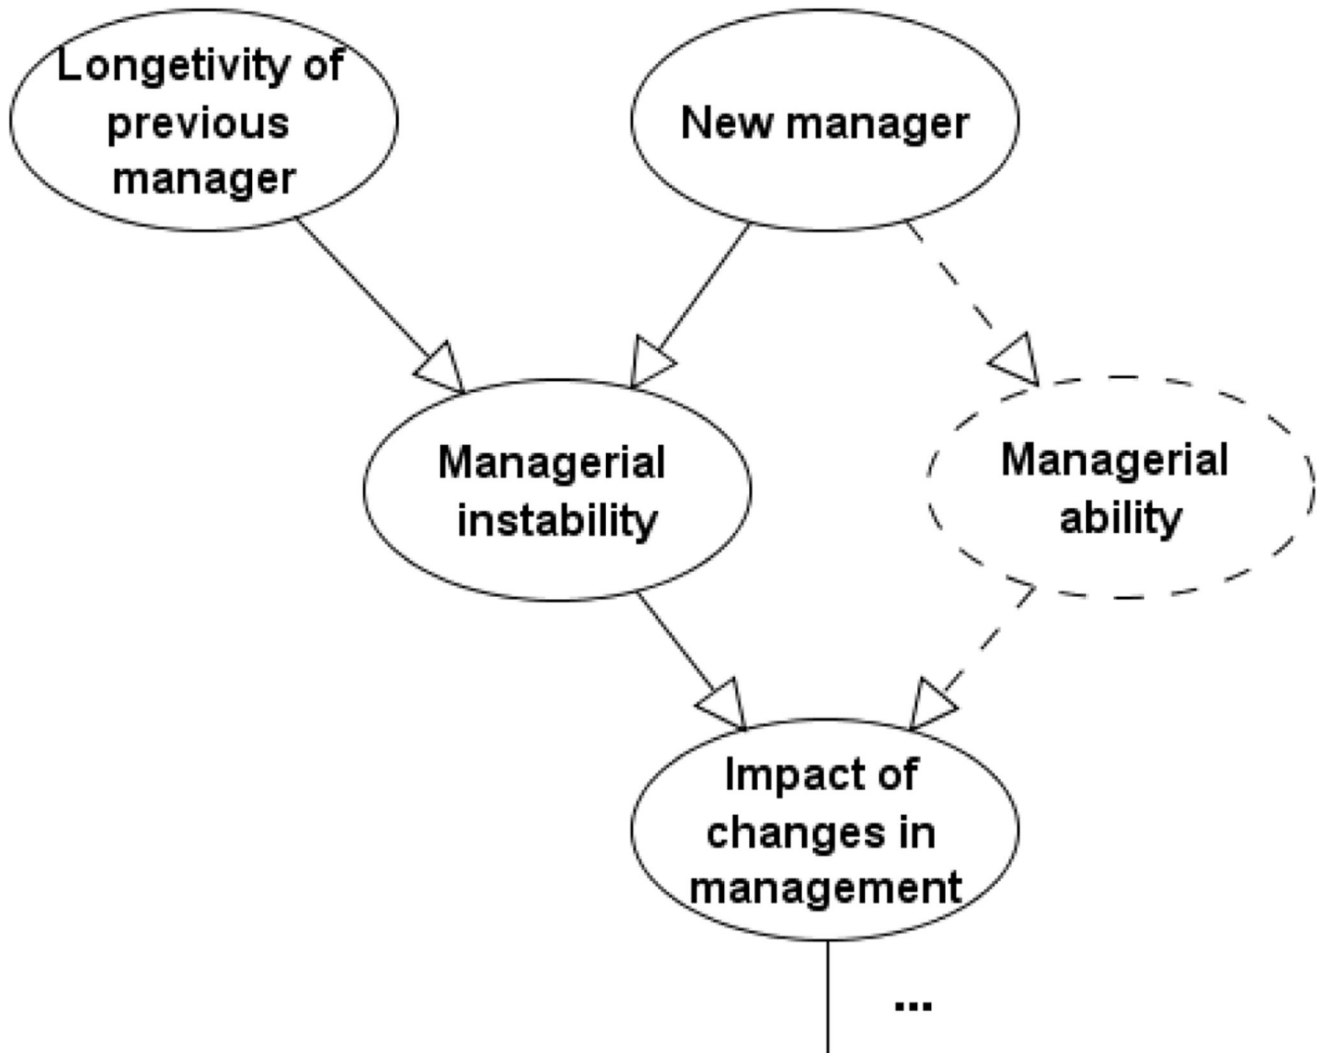 Longetivity of
previous
manager
New manager
Managerial
instability
Managerial
ability
Impact of
changes in
management
...